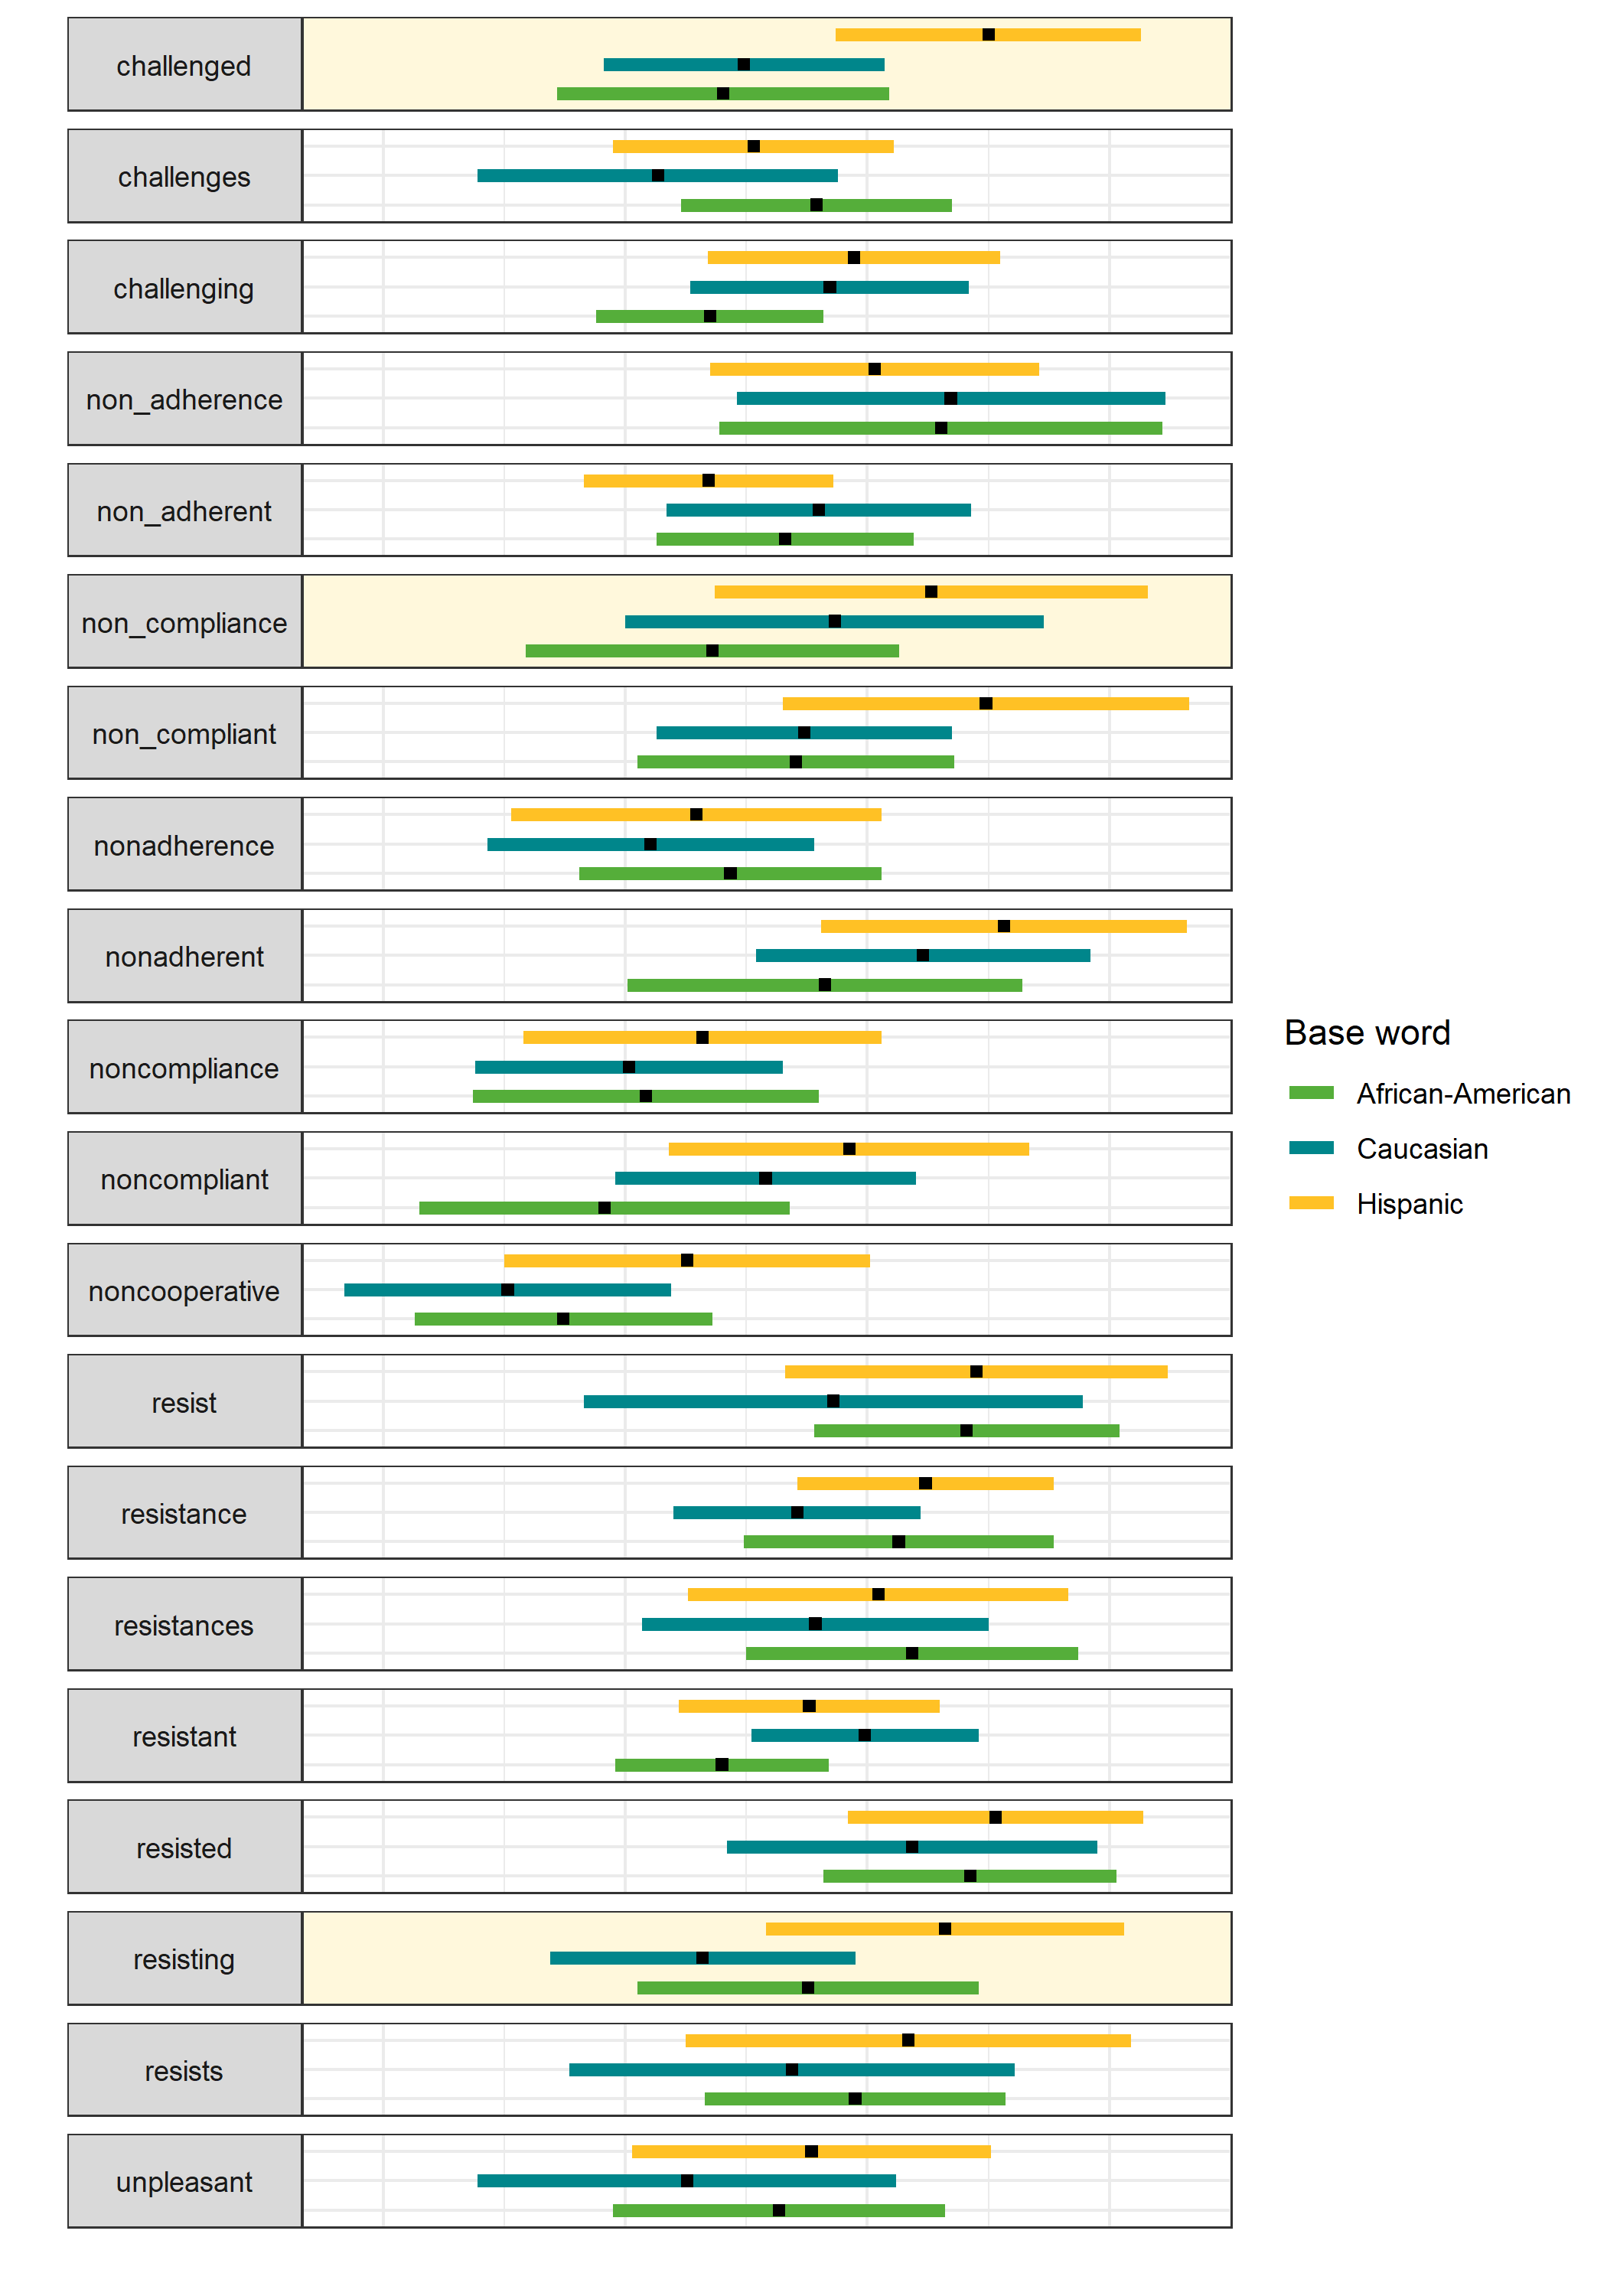 challenged
challenges
challenging
non_adherence
non_adherent
non_compliance
non_compliant
nonadherence
nonadherent
noncompliance
noncompliant
noncooperative
resist
resistance
resistances
resistant
resisted
resisting
resists
unpleasant
Base word
African-American
Caucasian
Hispanic